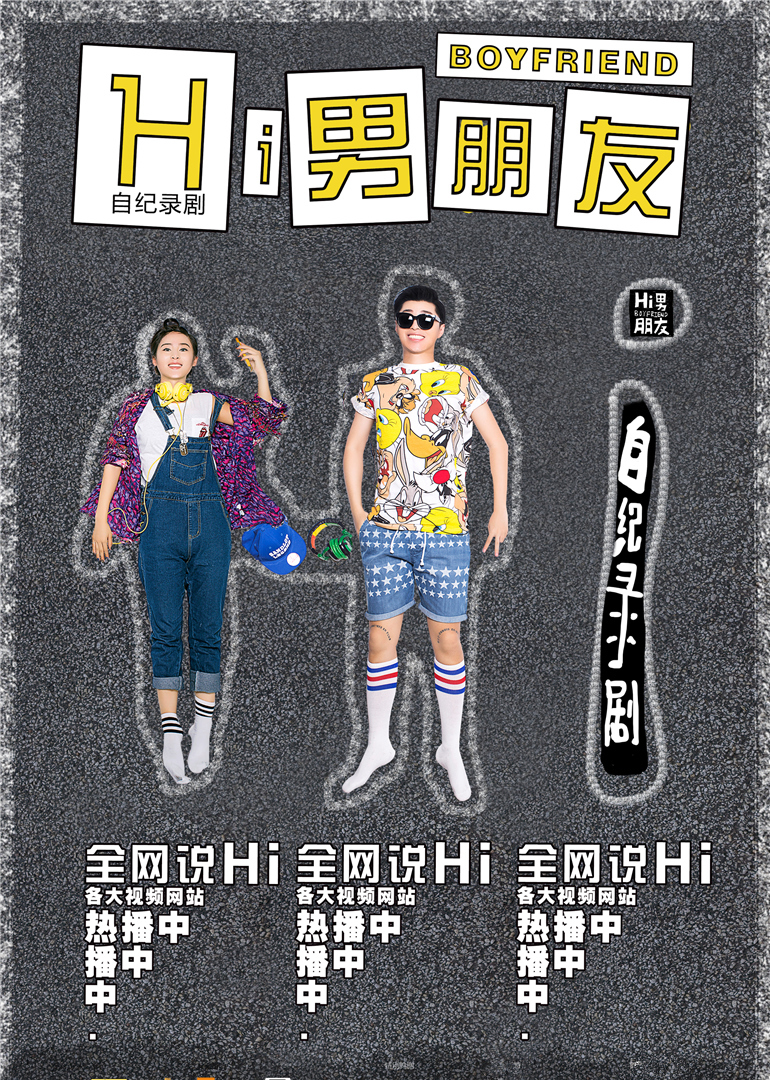 BOYFRIEND
Hi男朋友
自纪录剧
Hi男
BOYFRIEND
朋友
自纪录剧
全网说Hi
各大视频网站
热播中
播中
中
.
全网说Hi
各大视频网站
热播中
播中
中
.
全网说Hi
各大视频网站
热播中
播中
中
.